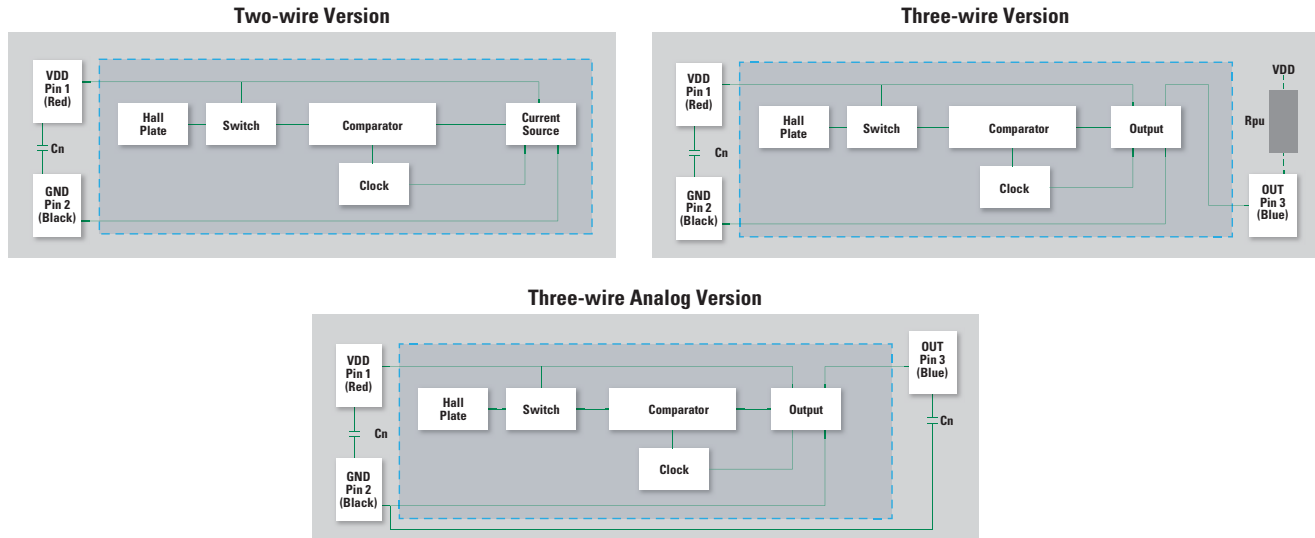 Two-wire Version
VDD
Pin 1
(Red)
Cn
GND
Pin 2
(Black)
Hall
Plate
Switch
Comparator
Current
Source
Clock
Three-wire Version
VDD
Pin 1
(Red)
Cn
GND
Pin 2
(Black)
Hall
Plate
Switch
Comparator
Output
Clock
VDD
Rpu
OUT
Pin 3
(Blue)
Three-wire Analog Version
VDD
Pin 1
(Red)
Cn
GND
Pin 2
(Black)
Hall
Plate
Switch
Comparator
Output
Clock
OUT
Pin 3
(Blue)
Cn